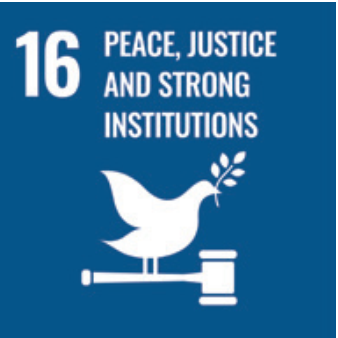 16 PEACE, JUSTICE
AND STRONG
INSTITUTIONS